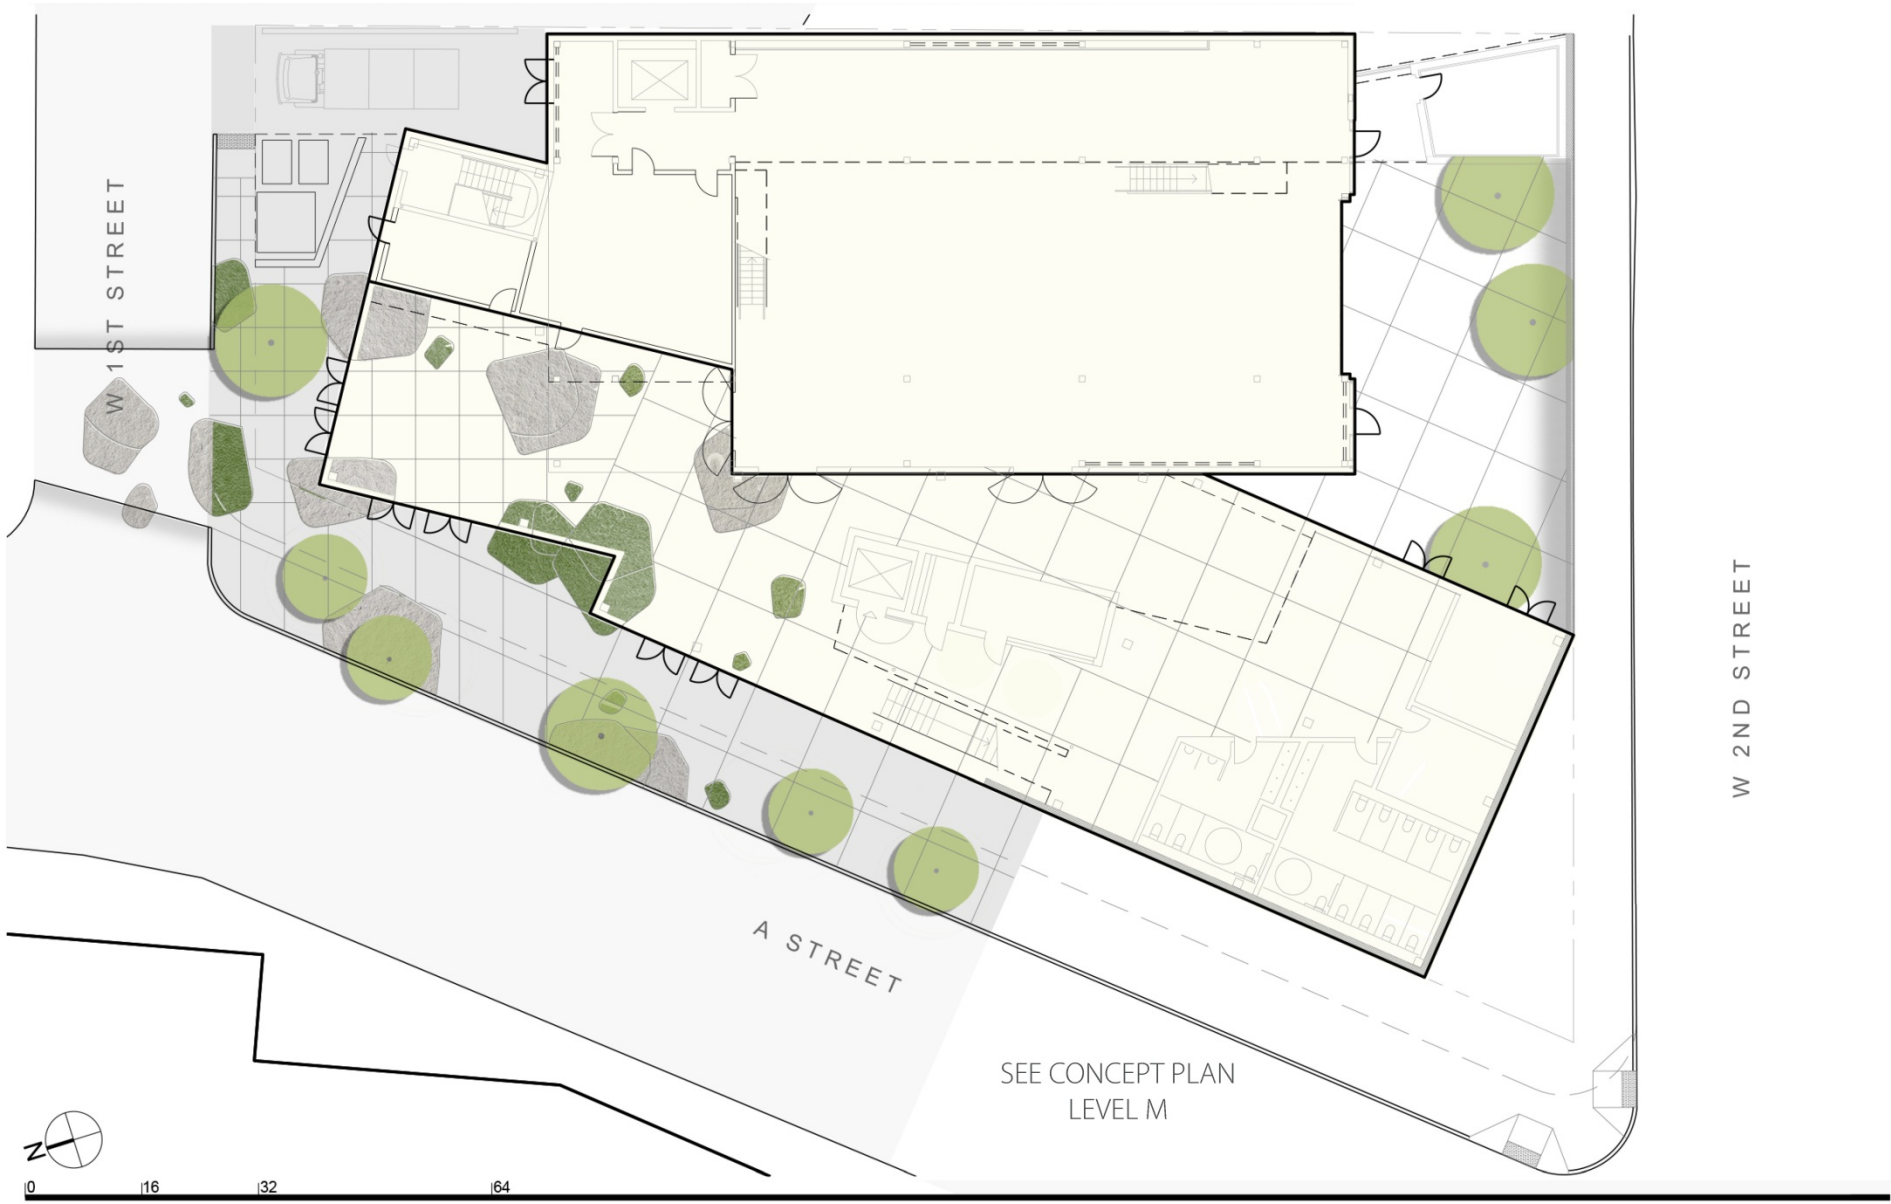 W 1ST STREET
W 2ND STREET
A STREET
SEE CONCEPT PLAN
LEVEL M
N
0 16 32 64